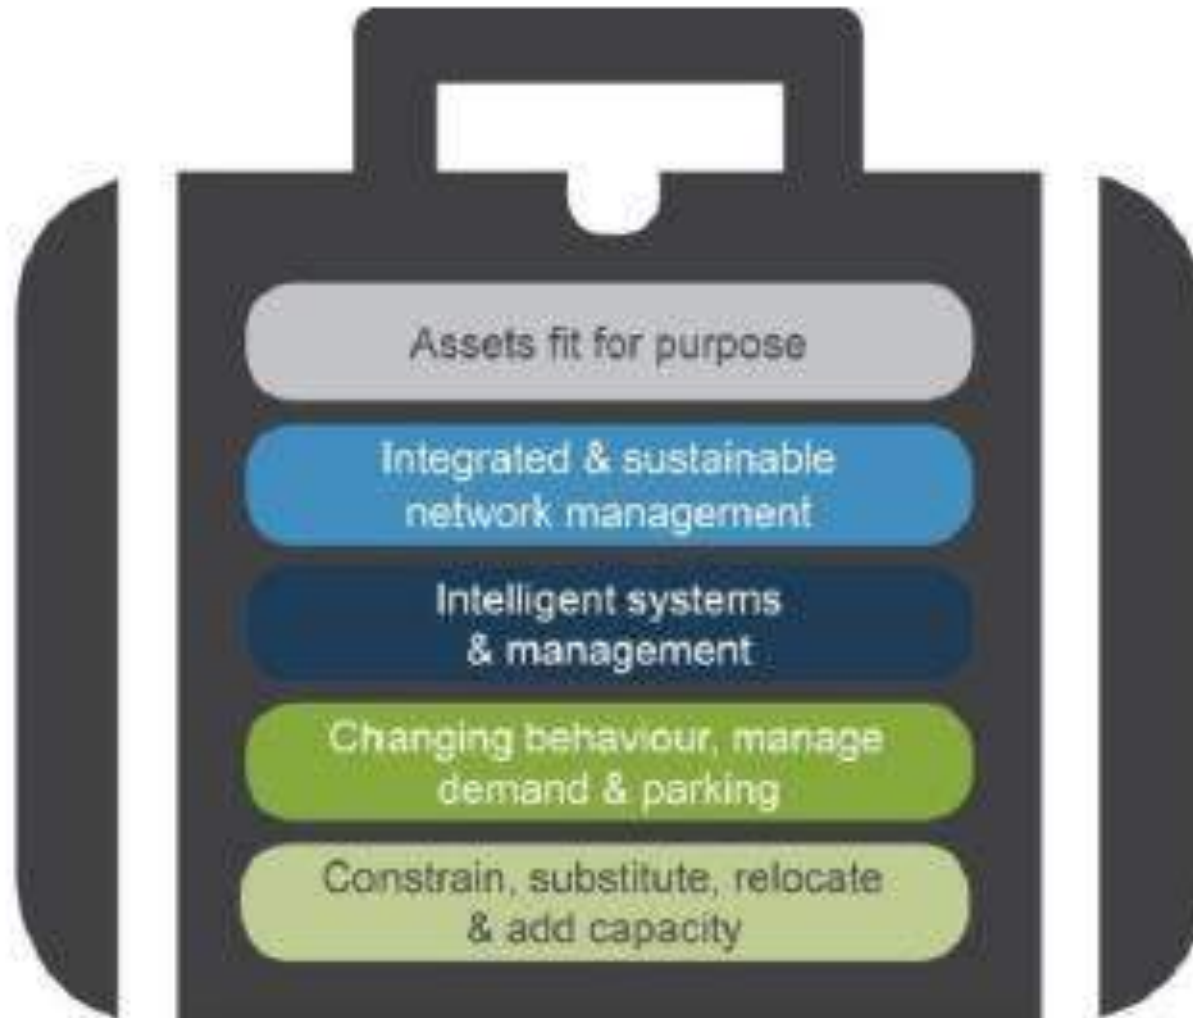 Assets fit for purpose
Integrated & sustainable
network management
Intelligent systems
& management
Changing behaviour, manage
demand & parking
Constrain, substitute, relocate
& add capacity